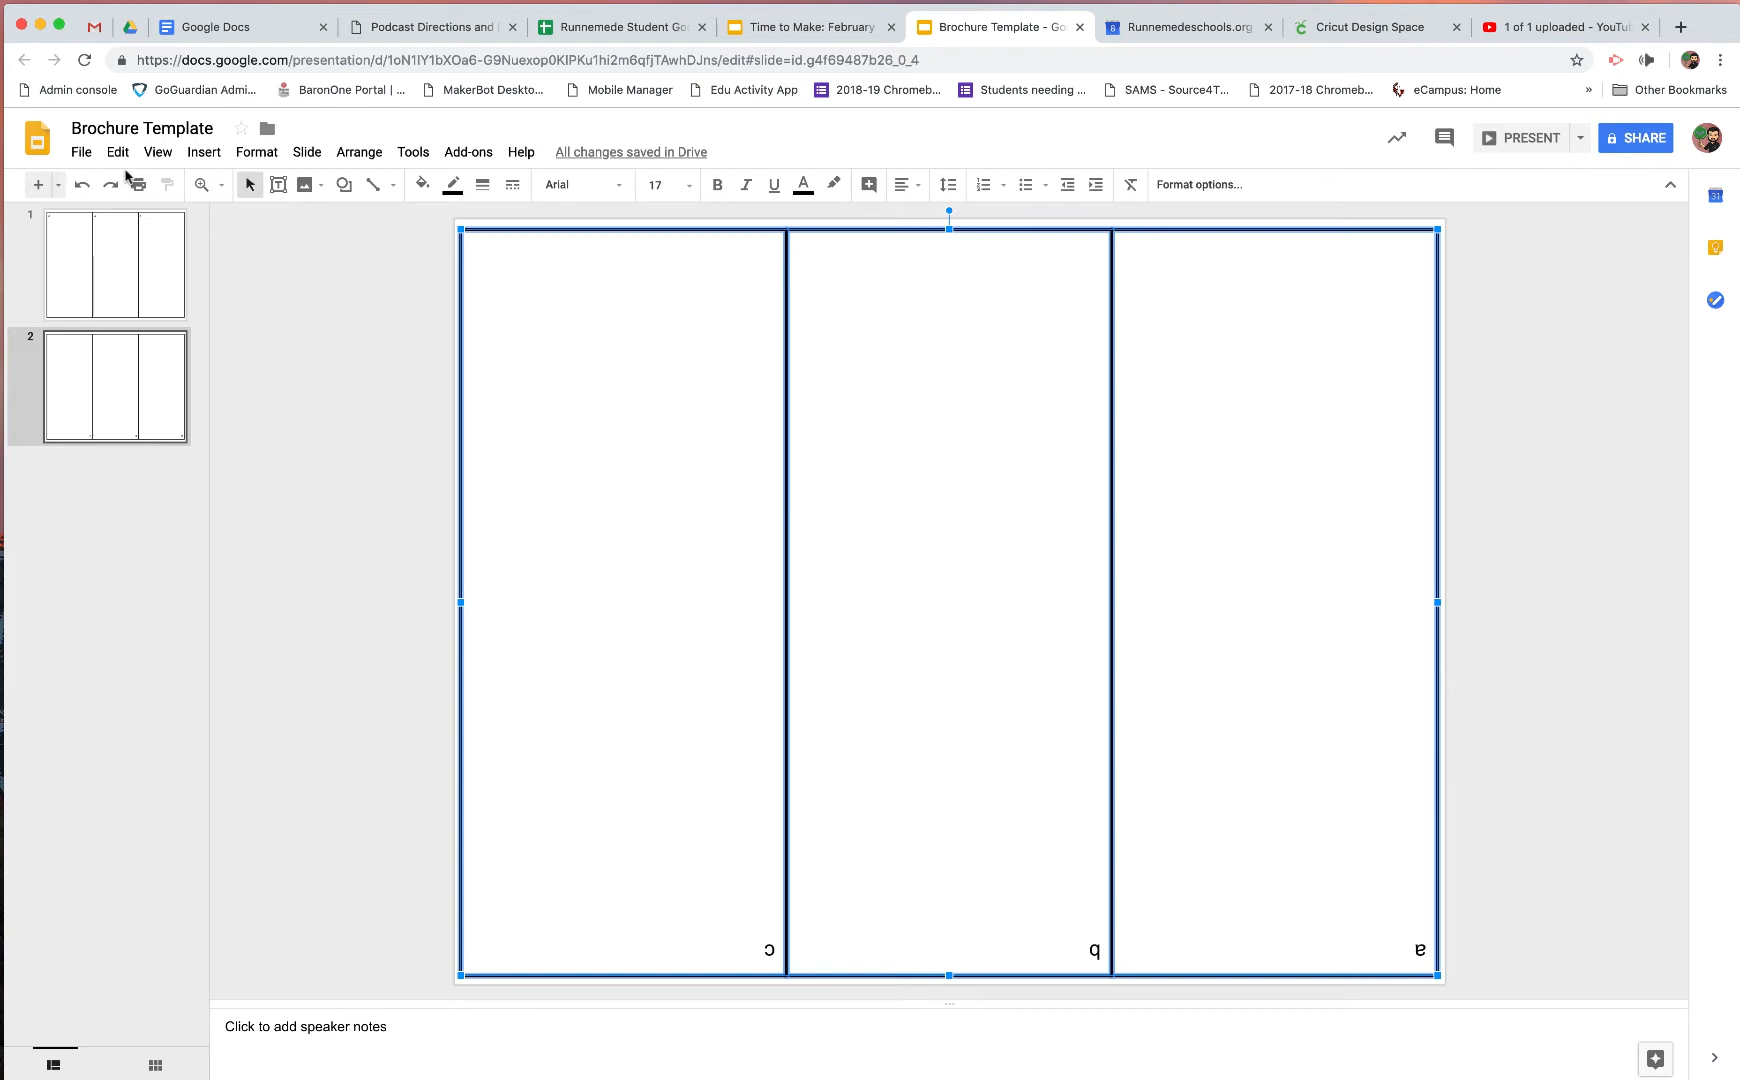 Google Docs
Podcast Directions and
Runnemede Student Go
Time to Make: February
Brochure Template - Go
8 Runnemedeschools.org
Cricut Design Space
1 of 1 uploaded - YouTub
https://docs.google.com/presentation/d/1oN1lY1bXOa6-G9Nuexop0KlPKu1hi2m6qfjTAwhDJns/edit#slide=id.g4f69487b26_0_4
Admin console
GoGuardian Admi...
BaronOne Portal | ...
MakerBot Deskto...
Mobile Manager
Edu Activity App
2018-19 Chromeb...
Students needing ...
SAMS - Source4T...
2017-18 Chromeb...
eCampus: Home
»
Other Bookmarks
Brochure Template
File Edit View Insert Format Slide Arrange Tools Add-ons Help All changes saved in Drive
PRESENT
SHARE
Arial
17
B I U A
Format options...
31
1
2
c b a
Click to add speaker notes